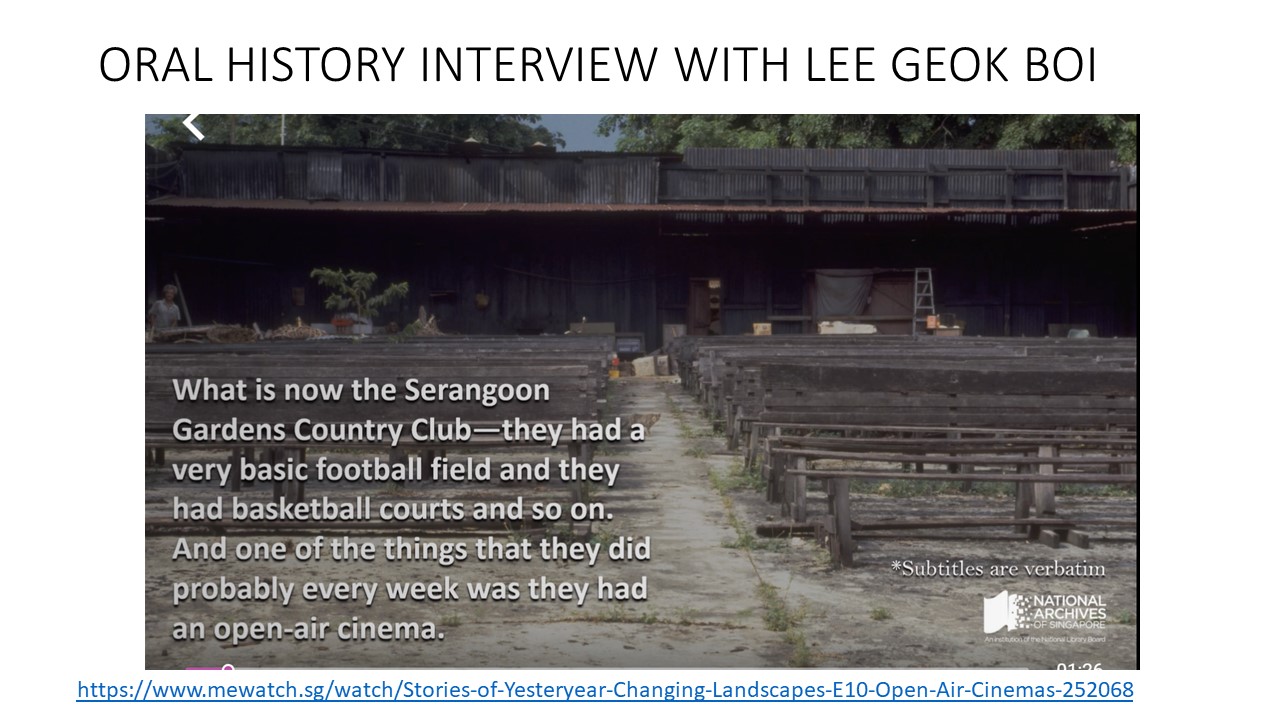 ORAL HISTORY INTERVIEW WITH LEE GEOK BOI
What is now the Serangoon
Gardens Country Club—they had a
very basic football field and they
had basketball courts and so on.
And one of the things that they did
probably every week was they had
an open-air cinema.
*Subtitles are verbatim
NATIONAL
ARCHIVES
OF SINGAPORE
An institution of the National Library Board
01:26
https://www.mewatch.sg/watch/Stories-of-Yesteryear-Changing-Landscapes-E10-Open-Air-Cinemas-252068